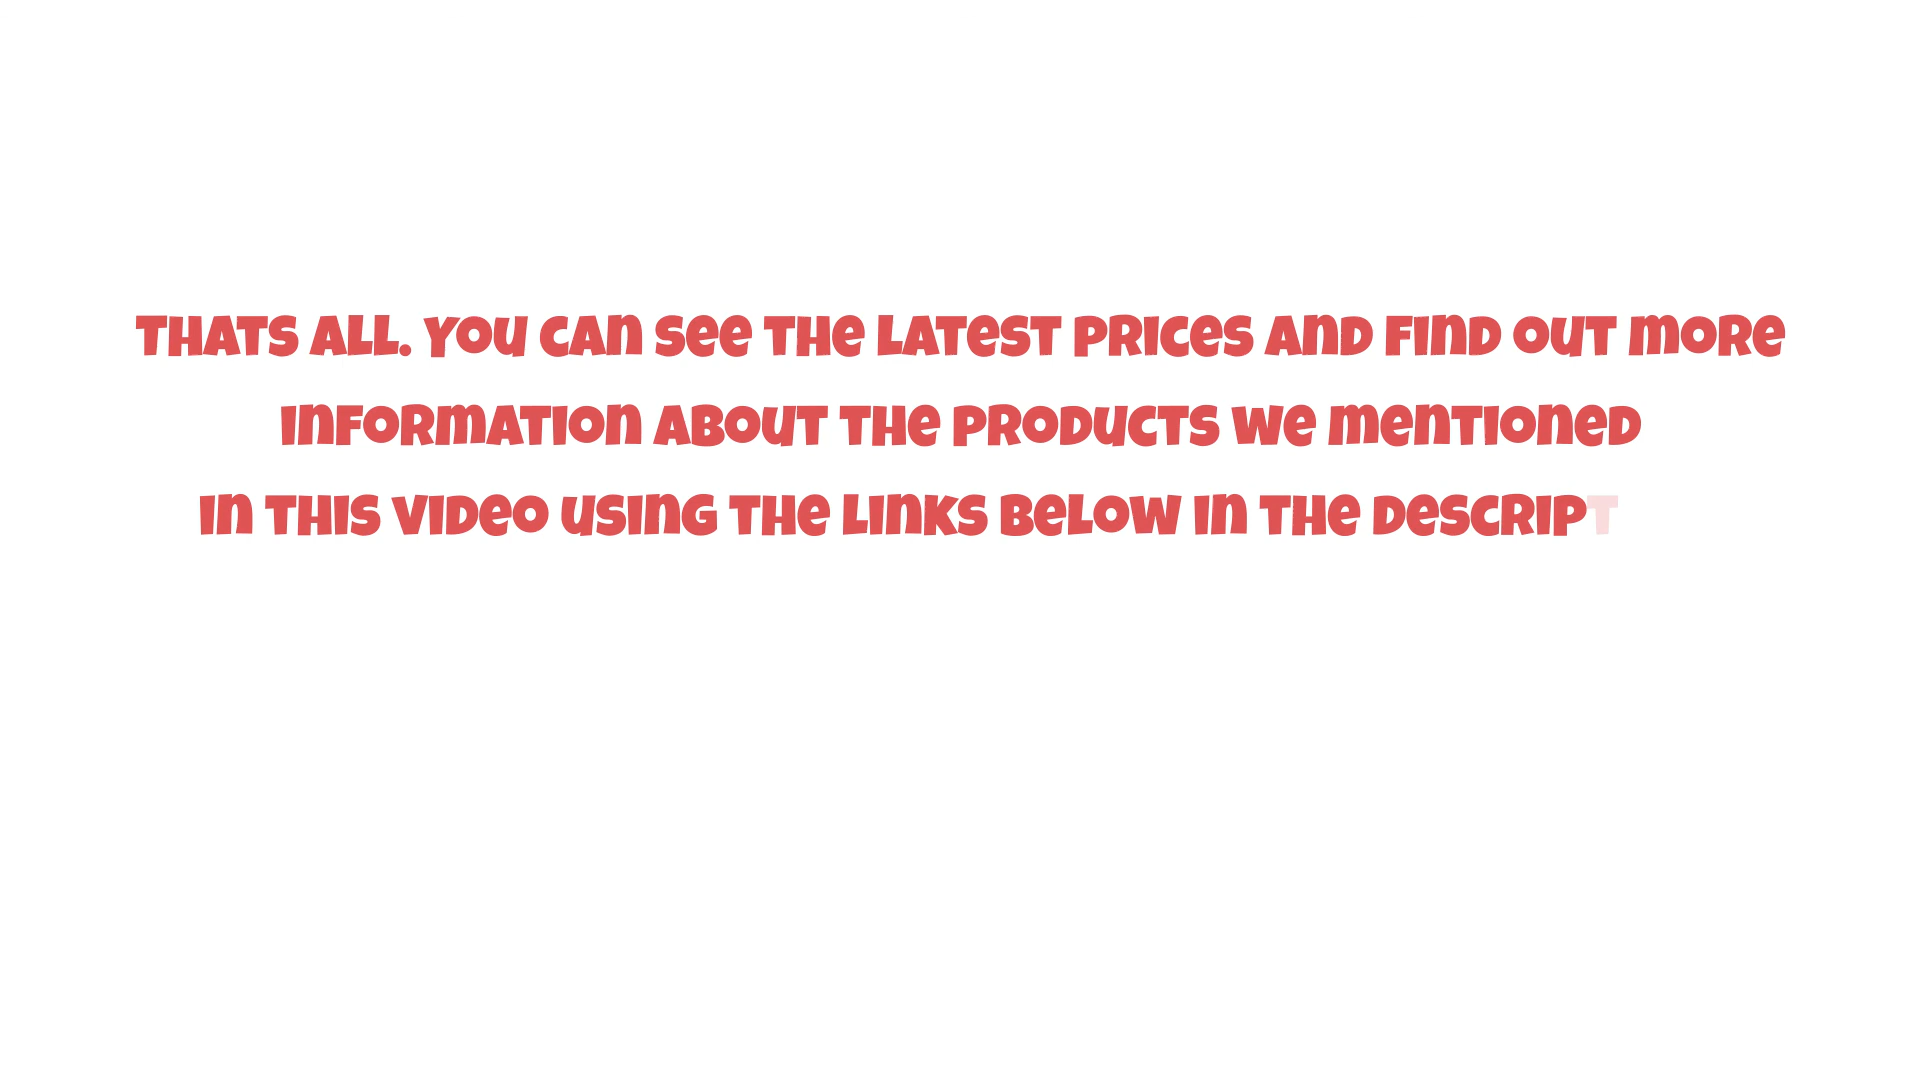 THATS ALL. YOU CAN SEE THE LATEST PRICES AND FIND OUT MORE
INFORMATION ABOUT THE PRODUCTS WE MENTIONED
IN THIS VIDEO USING THE LINKS BELOW IN THE DESCRIPT